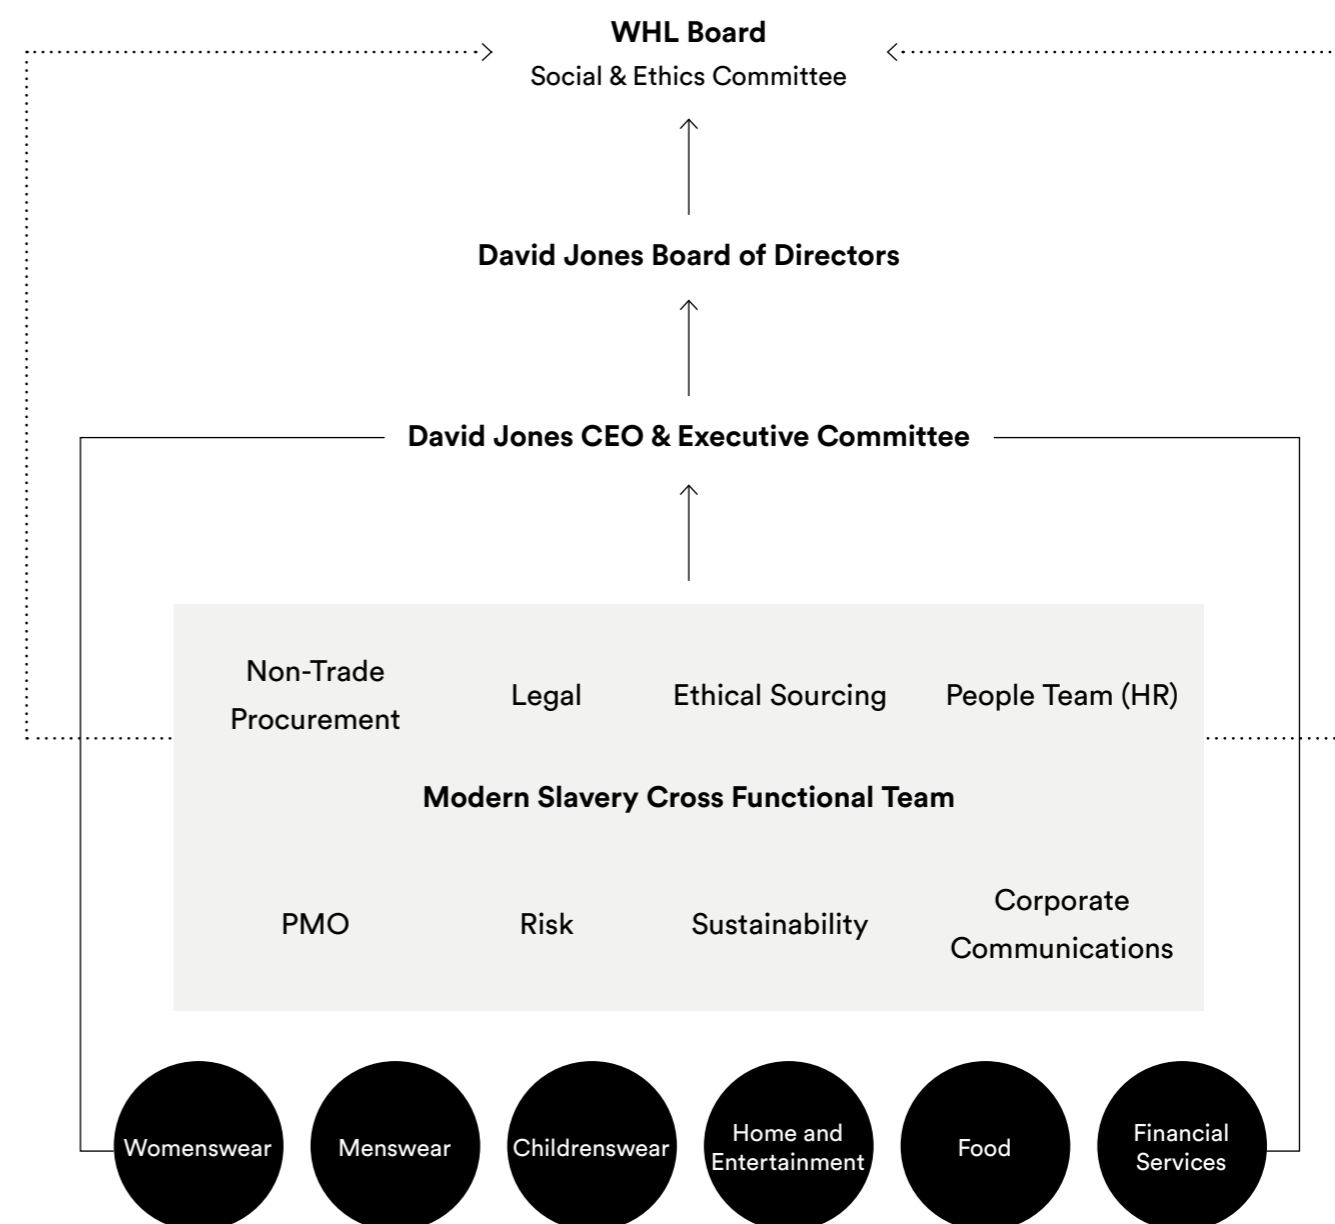 WHL Board
Social & Ethics Committee
David Jones Board of Directors
David Jones CEO & Executive Committee
Non-Trade
Procurement
Legal
Ethical Sourcing
People Team (HR)
Modern Slavery Cross Functional Team
PMO
Risk
Sustainability
Corporate
Communications
Womenswear
Menswear
Childrenswear
Home and
Entertainment
Food
Financial
Services